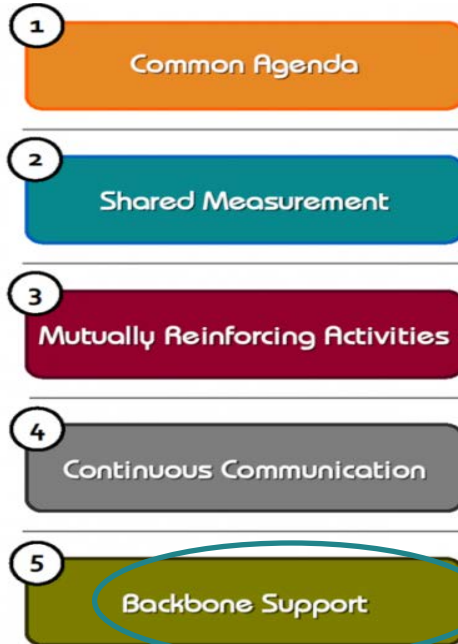 1
Common Agenda
2
Shared Measurement
3
Mutually Reinforcing Activities
4
Continuous Communication
5
Backbone Support